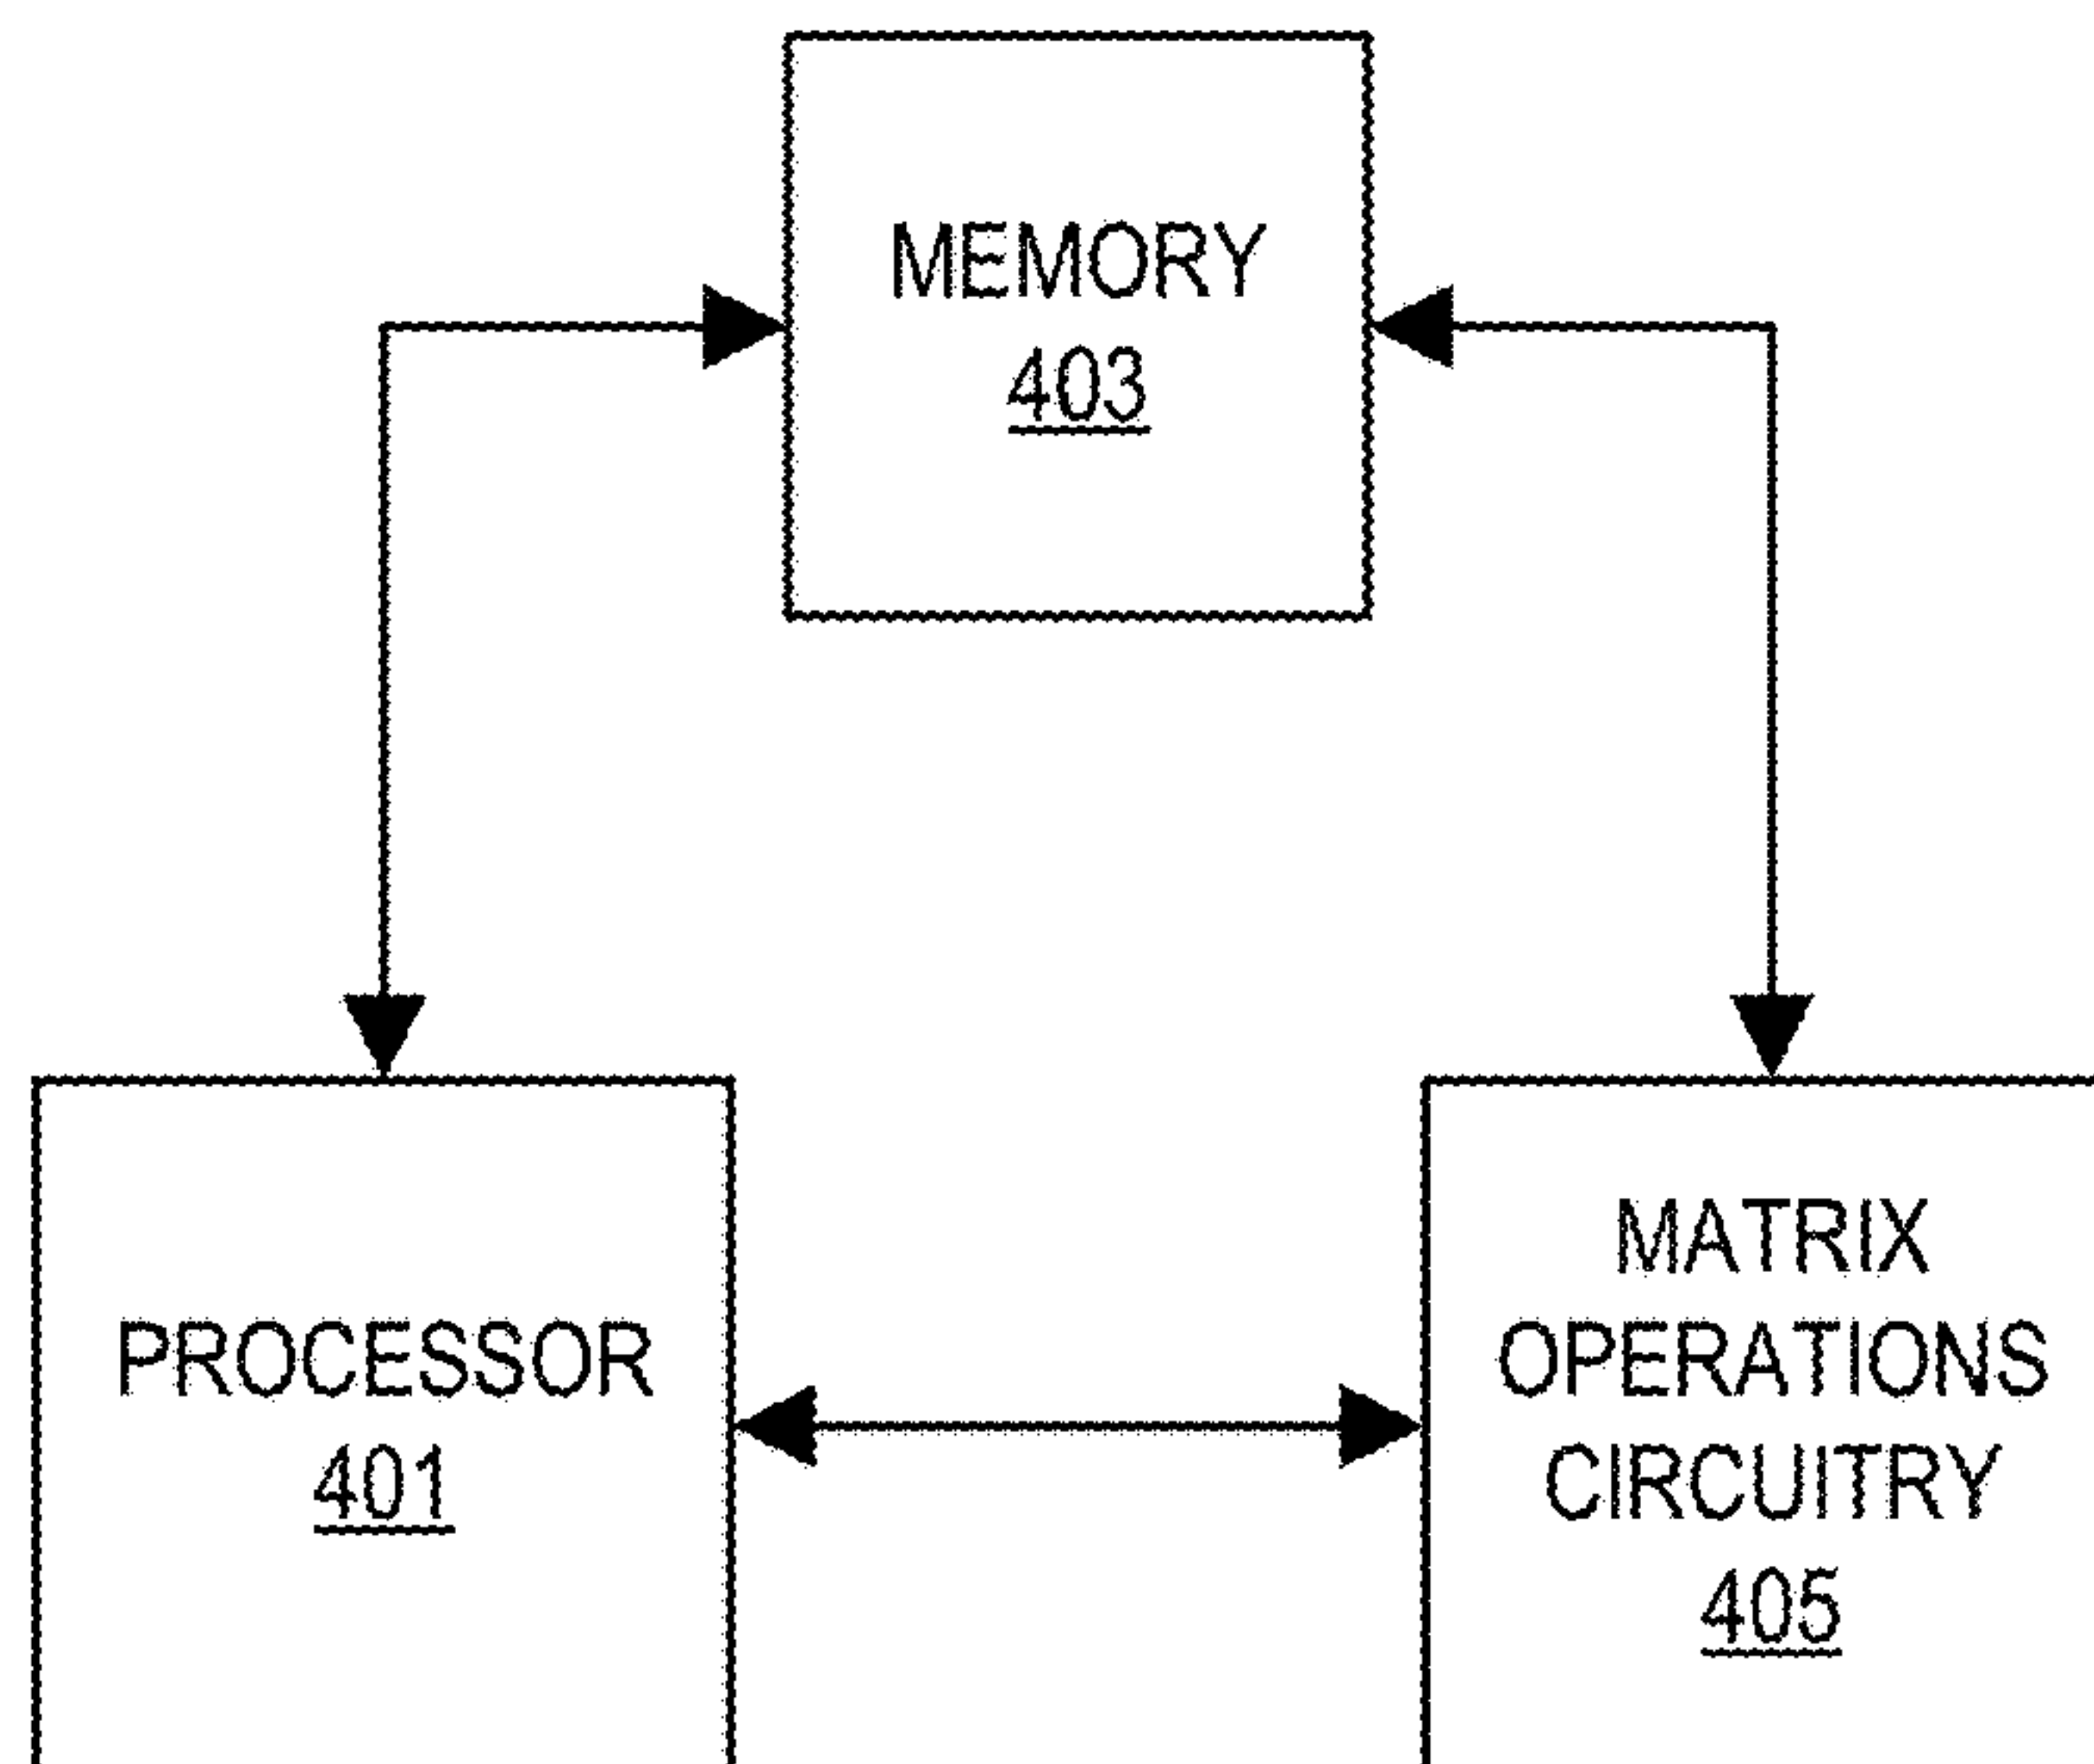 MEMORY
403
PROCESSOR
401
MATRIX
OPERATIONS
CIRCUITRY
405